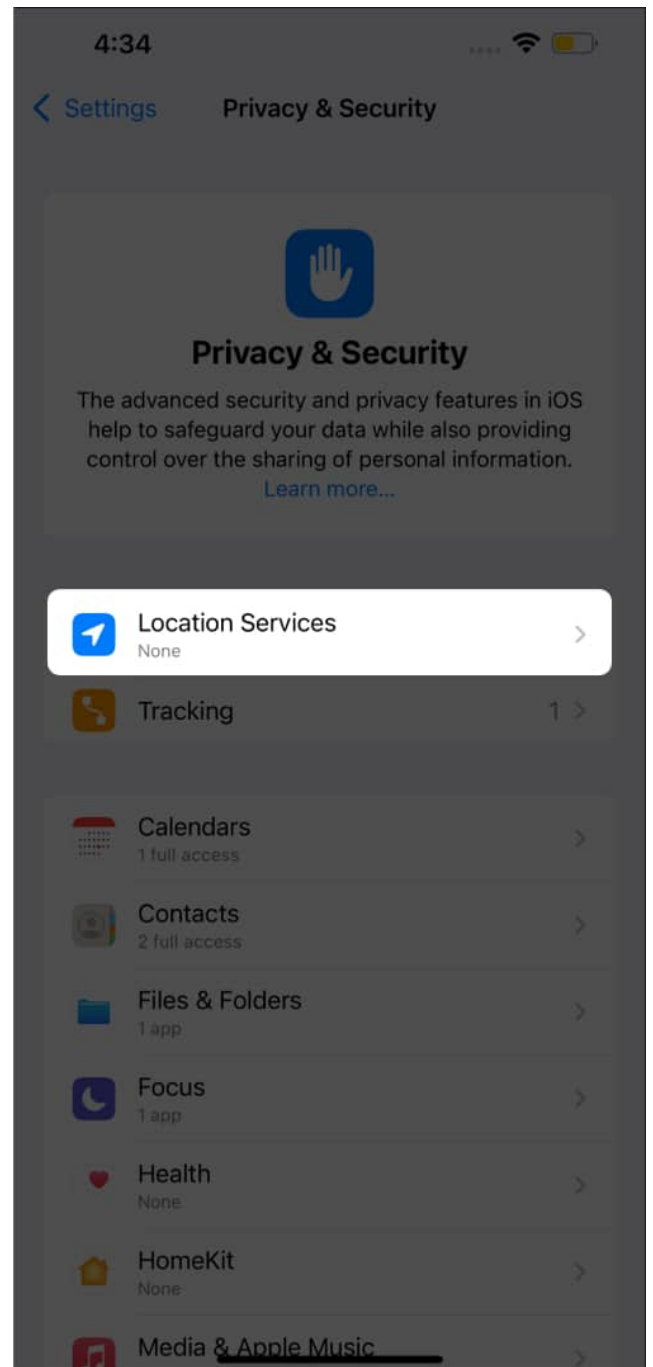 4:34
Settings
Privacy & Security
Privacy & Security
The advanced security and privacy features in iOS
help to safeguard your data while also providing
control over the sharing of personal information.
Learn more...
Location Services
None
Tracking
1
Calendars
1 full access
Contacts
2 full access
Files & Folders
1 app
Focus
1 app
Health
None
HomeKit
None
Media & Apple Music